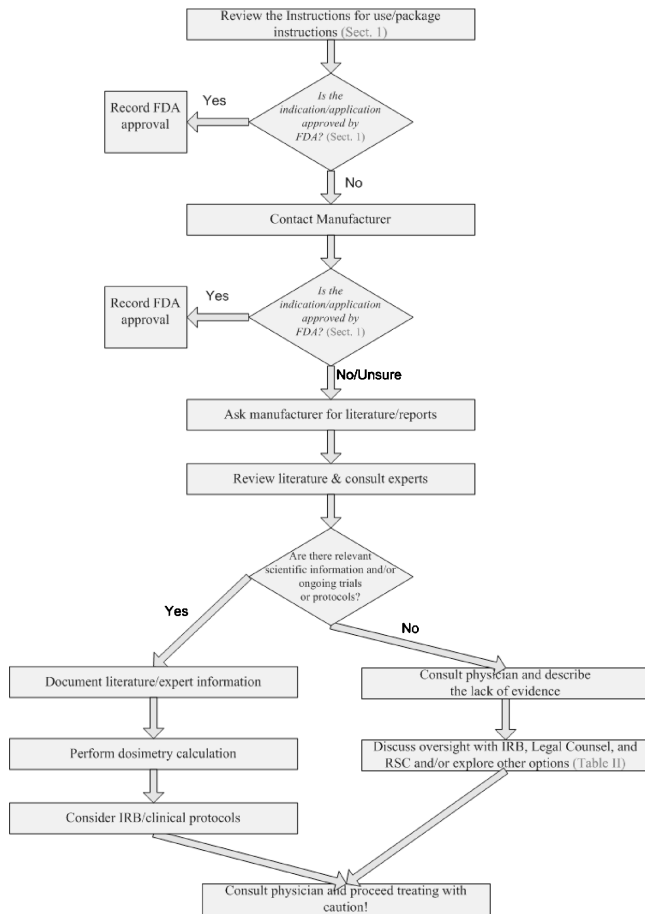 Review the Instructions for use/package
instructions (Sect. 1)
Is the
indication/application
approved by
FDA? (Sect. 1)
Yes
Record FDA
approval
No
Contact Manufacturer
Is the
indication/application
approved by
FDA? (Sect. 1)
Yes
Record FDA
approval
No/Unsure
Ask manufacturer for literature/reports
Review literature & consult experts
Are there relevant
scientific information and/or
ongoing trials
or protocols?
Yes
No
Document literature/expert information
Perform dosimetry calculation
Consider IRB/clinical protocols
Consult physician and describe
the lack of evidence
Discuss oversight with IRB, Legal Counsel, and
RSC and/or explore other options (Table II)
Consult physician and proceed treating with
caution!